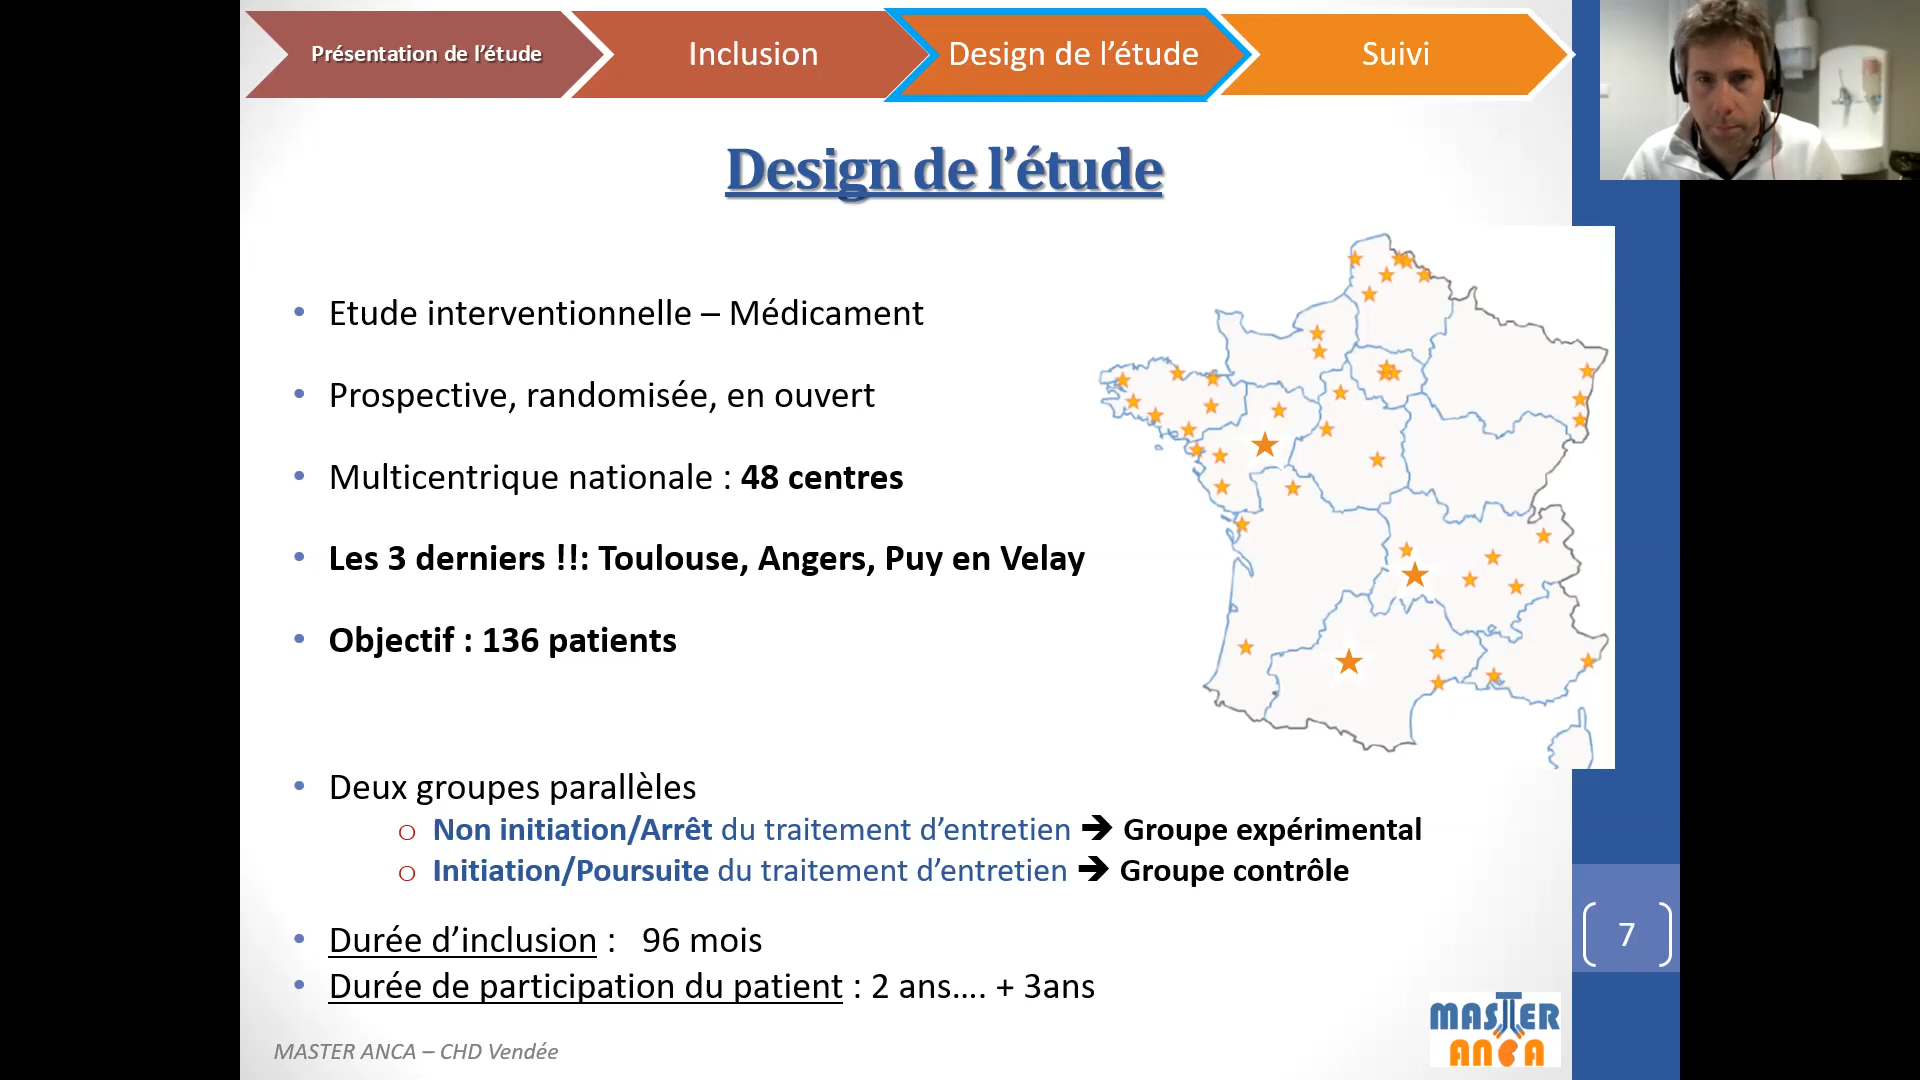 Présentation de l’étude
Inclusion
Design de l’étude
Suivi
Design de l’étude
• Etude interventionnelle – Médicament
• Prospective, randomisée, en ouvert
• Multicentrique nationale : 48 centres
• Les 3 derniers !!: Toulouse, Angers, Puy en Velay
• Objectif : 136 patients
• Deux groupes parallèles
o Non initiation/Arrêt du traitement d’entretien ➔ Groupe expérimental
o Initiation/Poursuite du traitement d’entretien ➔ Groupe contrôle
• Durée d’inclusion : 96 mois
• Durée de participation du patient : 2 ans.... + 3ans
7
MASTER ANCA – CHD Vendée
MASTER
ANCA